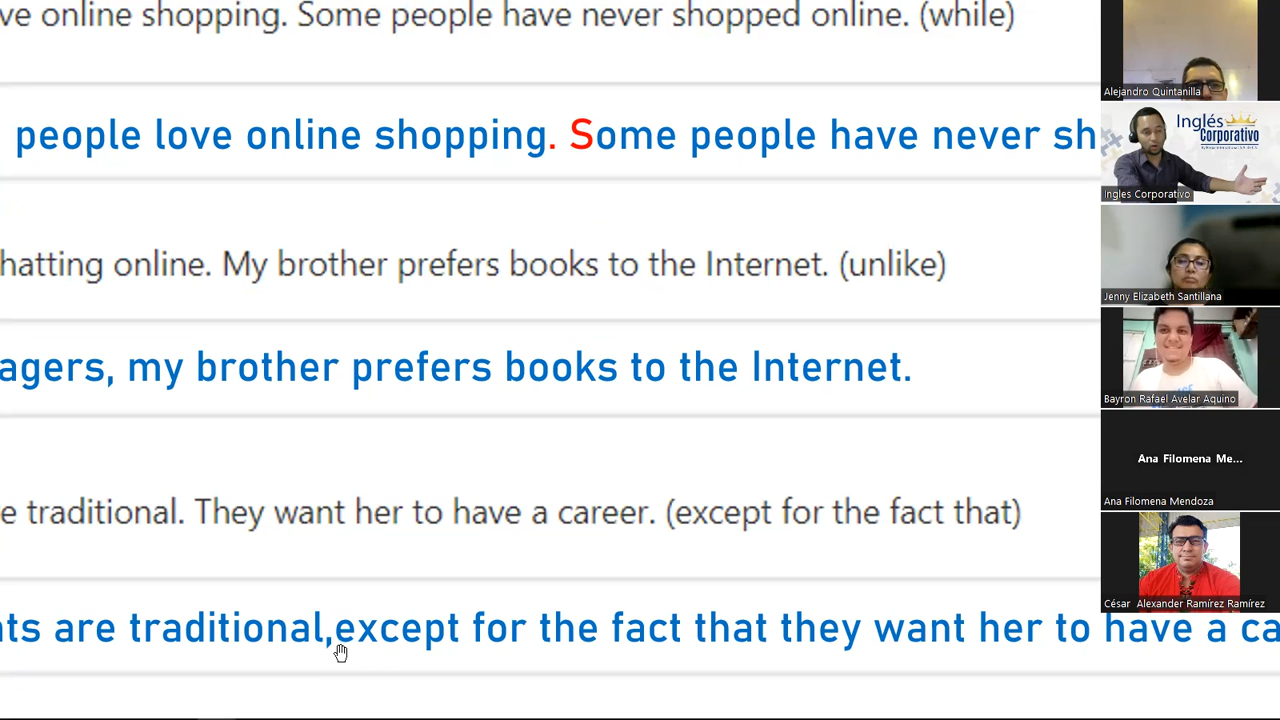 ve online shopping. Some people have never shopped online. (while)
people love online shopping. Some people have never sh
hatting online. My brother prefers books to the Internet. (unlike)
agers, my brother prefers books to the Internet.
e traditional. They want her to have a career. (except for the fact that)
nts are traditional,except for the fact that they want her to have a ca
Alejandro Quintanilla
Inglés
Corporativo
Ingles Corporativo
Jenny Elizabeth Santillana
Bayron Rafael Avelar Aquino
Ana Filomena Me...
Ana Filomena Mendoza
César Alexander Ramírez Ramírez